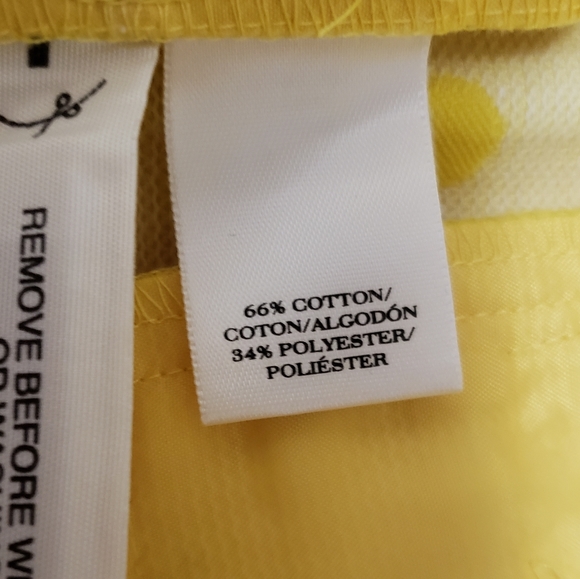 66% COTTON/
COTON/ALGODÓN
34% POLYESTER/
POLIÉSTER
REMOVE BEFORE